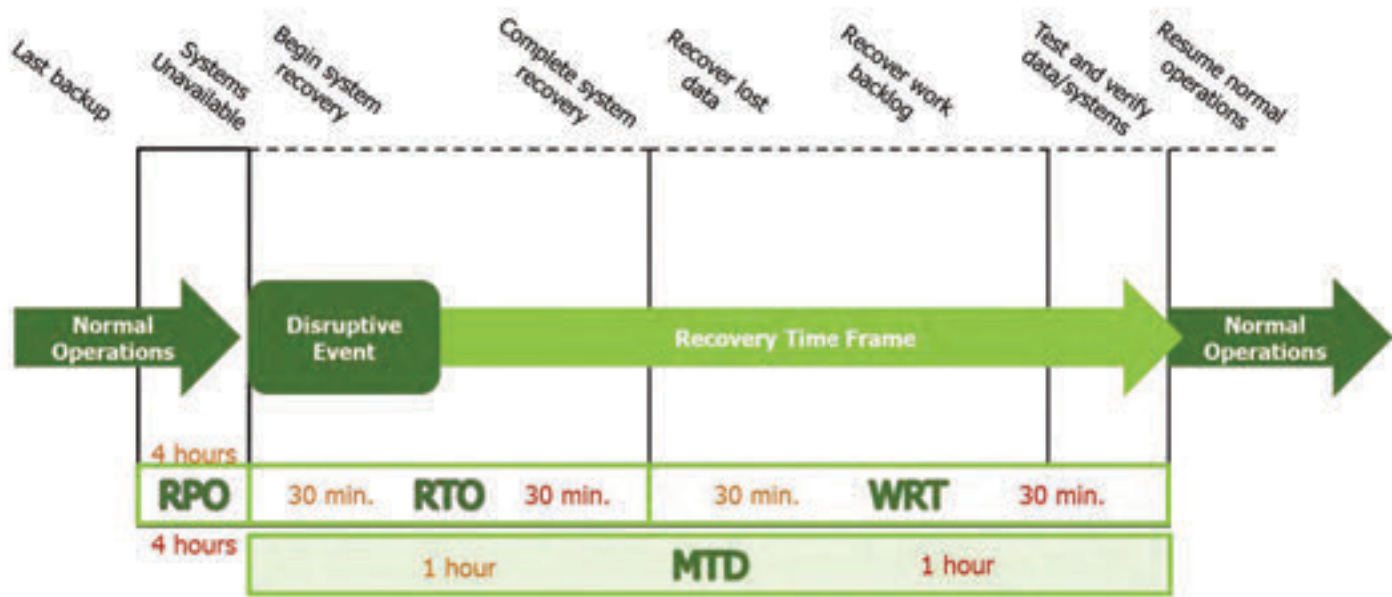 Last backup
Systems
Unavailable
Begin system
recovery
Complete system
recovery
Recover lost
data
Recover work
backlog
Test and verify
data/systems
Resume normal
operations
Normal
Operations
Disruptive
Event
Recovery Time Frame
Normal
Operations
4 hours
RPO
30 min.
RTO
30 min.
30 min.
WRT
30 min.
4 hours
1 hour
MTD
1 hour